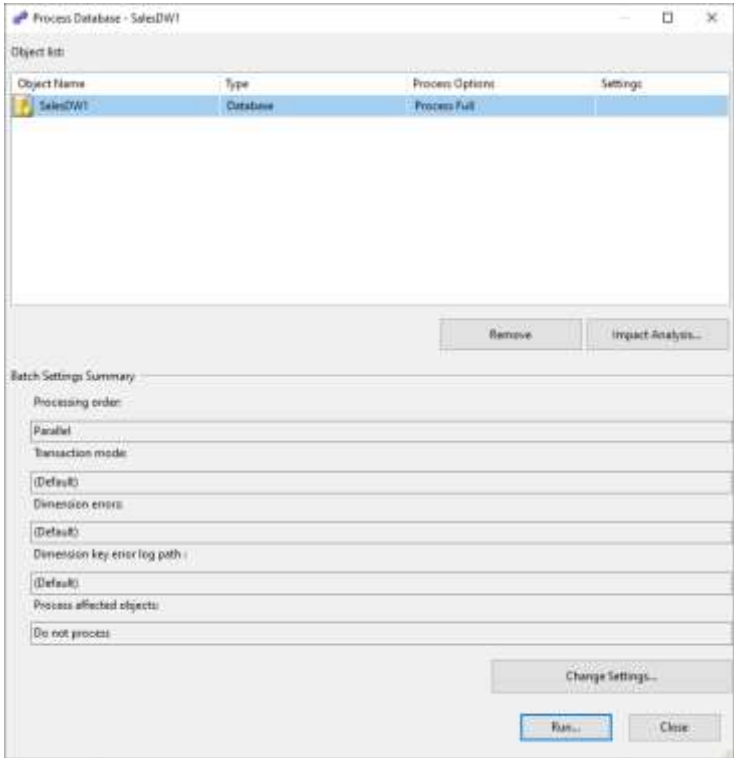 Process Database - SalesDW1
Object list:
Object Name Type Process Options Settings
SalesDW1 Database Process Full
Remove Impact Analysis...
Batch Settings Summary
Processing order:
Parallel
Transaction mode:
(Default)
Dimension errors:
(Default)
Dimension key error log path :
(Default)
Process affected objects:
Do not process
Change Settings...
Run... Close